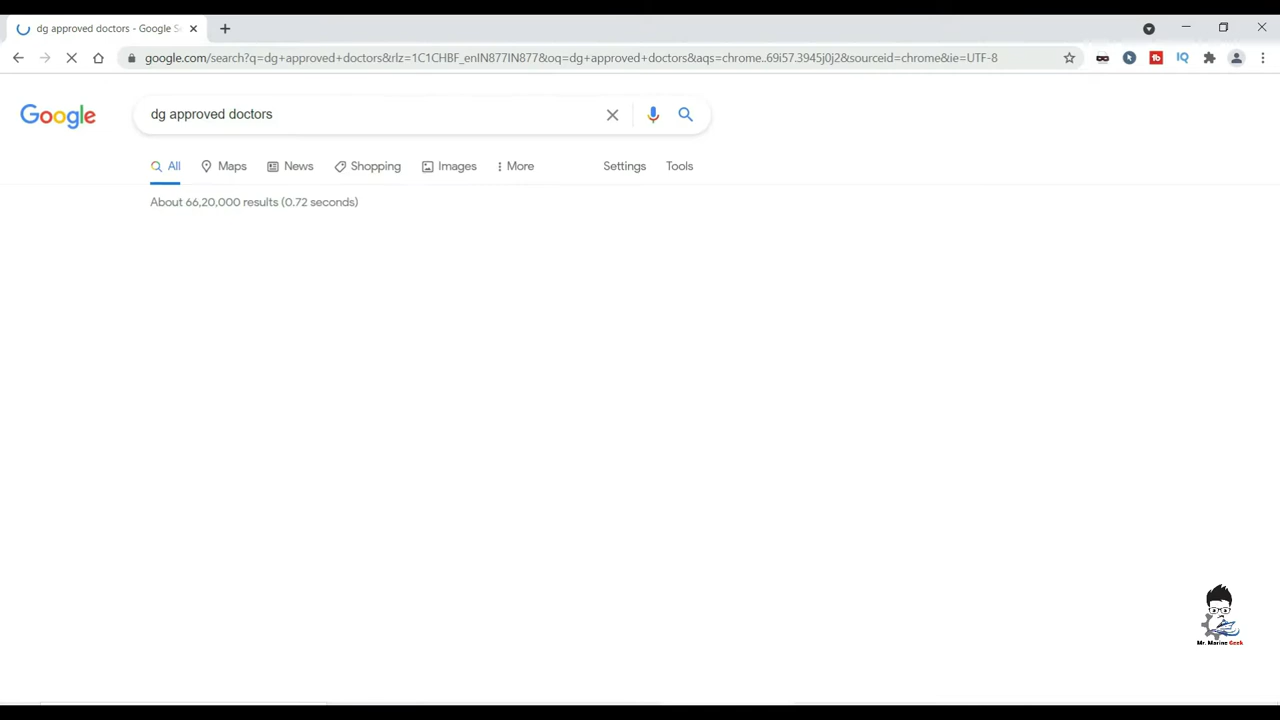 dg approved doctors - Google S
google.com/search?q=dg+approved+doctors&rlz=1C1CHBF_enIN877IN877&oq=dg+approved+doctors&aqs=chrome..69i57.3945j0j2&sourceid=chrome&ie=UTF-8
Google
dg approved doctors
All Maps News Shopping Images More Settings Tools
About 66,20,000 results (0.72 seconds)
IQ
Mr. Marine Geek